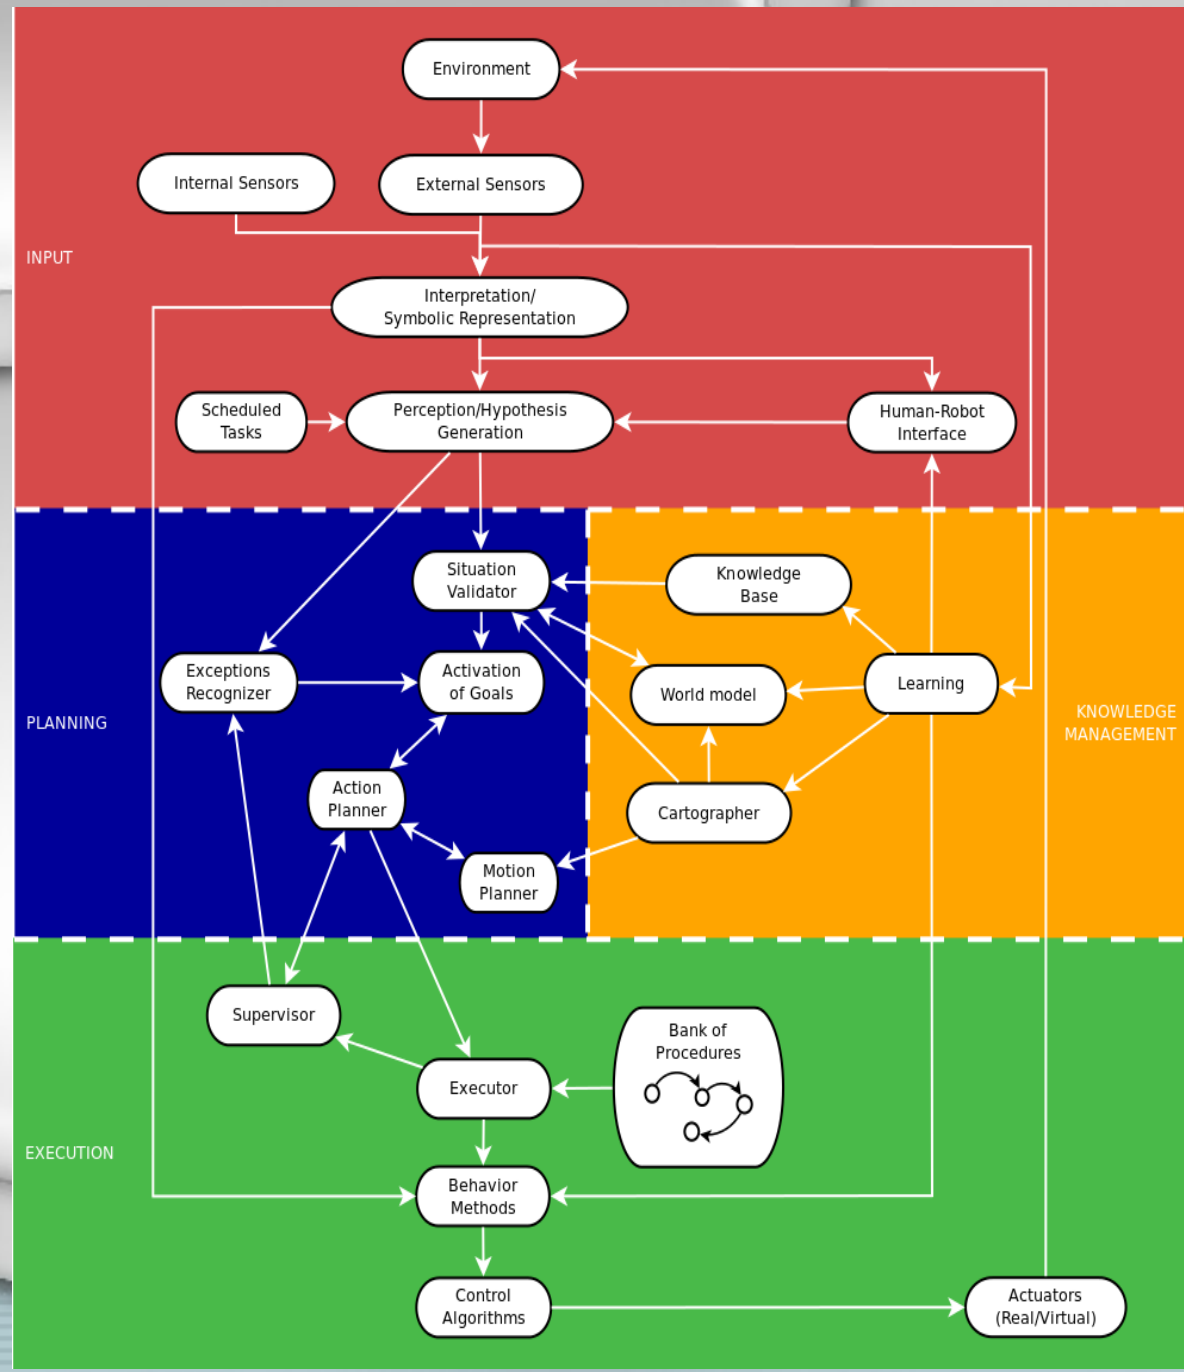 Environment
Internal Sensors
External Sensors
INPUT
Interpretation/
Symbolic Representation
Scheduled
Tasks
Perception/Hypothesis
Generation
Human-Robot
Interface
Situation
Validator
Knowledge
Base
Exceptions
Recognizer
Activation
of Goals
World model
Learning
PLANNING
KNOWLEDGE
MANAGEMENT
Action
Planner
Cartographer
Motion
Planner
Supervisor
Bank of
Procedures
Executor
EXECUTION
Behavior
Methods
Control
Algorithms
Actuators
(Real/Virtual)